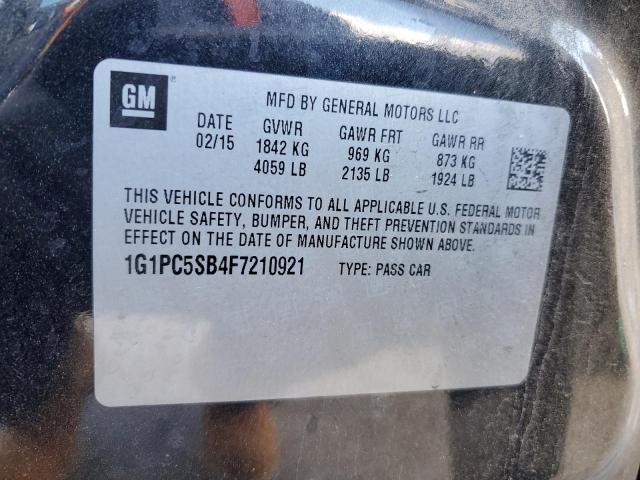 GM
MFD BY GENERAL MOTORS LLC
DATE GVWR GAWR FRT GAWR RR
02/15 1842 KG 969 KG 873 KG
4059 LB 2135 LB 1924 LB
THIS VEHICLE CONFORMS TO ALL APPLICABLE U.S. FEDERAL MOTOR
VEHICLE SAFETY, BUMPER, AND THEFT PREVENTION STANDARDS IN
EFFECT ON THE DATE OF MANUFACTURE SHOWN ABOVE.
1G1PC5SB4F7210921 TYPE: PASS CAR